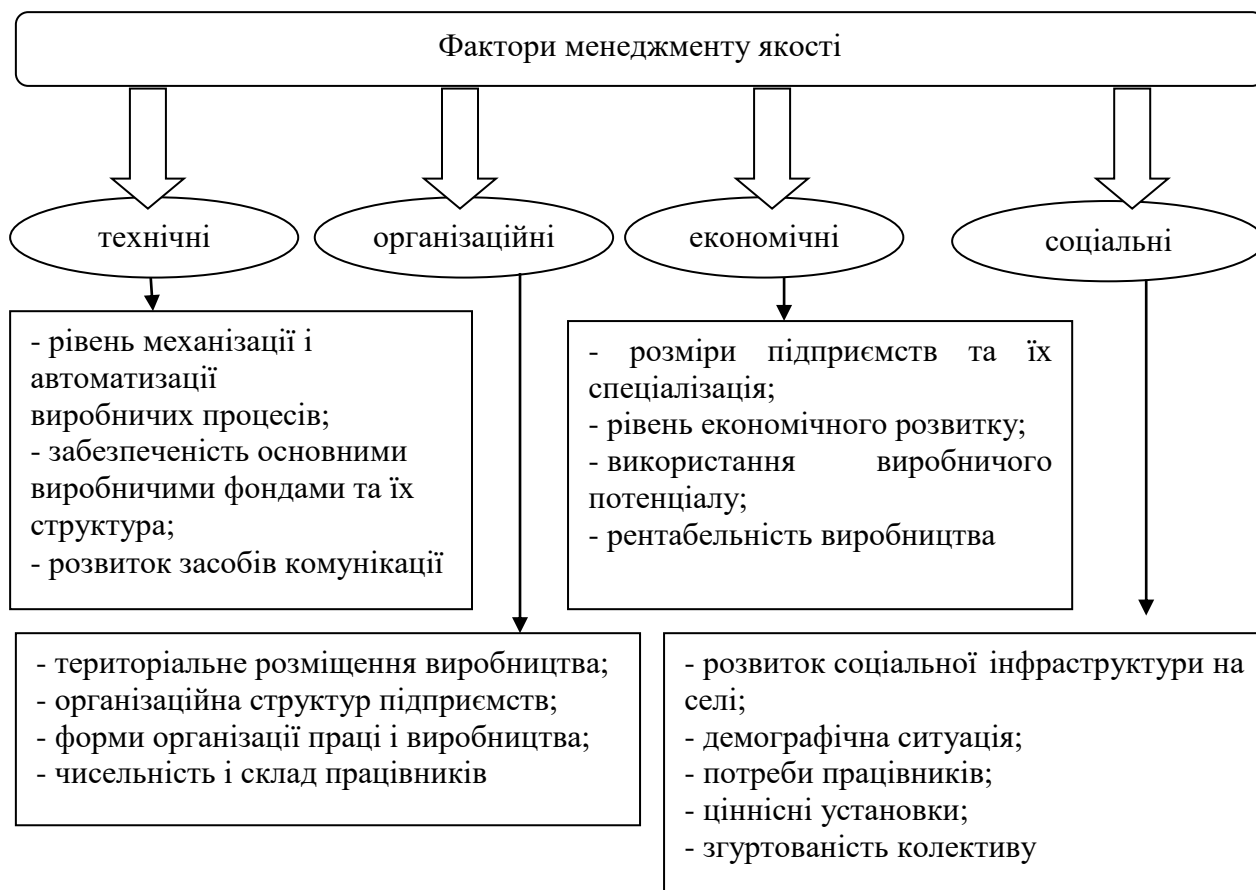 Фактори менеджменту якості
технічні
організаційні
економічні
соціальні
- рівень механізації і
автоматизації
виробничих процесів;
- забезпеченість основними
виробничими фондами та їх
структура;
- розвиток засобів комунікації
- розміри підприємств та їх
спеціалізація;
- рівень економічного розвитку;
- використання виробничого
потенціалу;
- рентабельність виробництва
- територіальне розміщення виробництва;
- організаційна структур підприємств;
- форми організації праці і виробництва;
- чисельність і склад працівників
- розвиток соціальної інфраструктури на
селі;
- демографічна ситуація;
- потреби працівників;
- ціннісні установки;
- згуртованість колективу